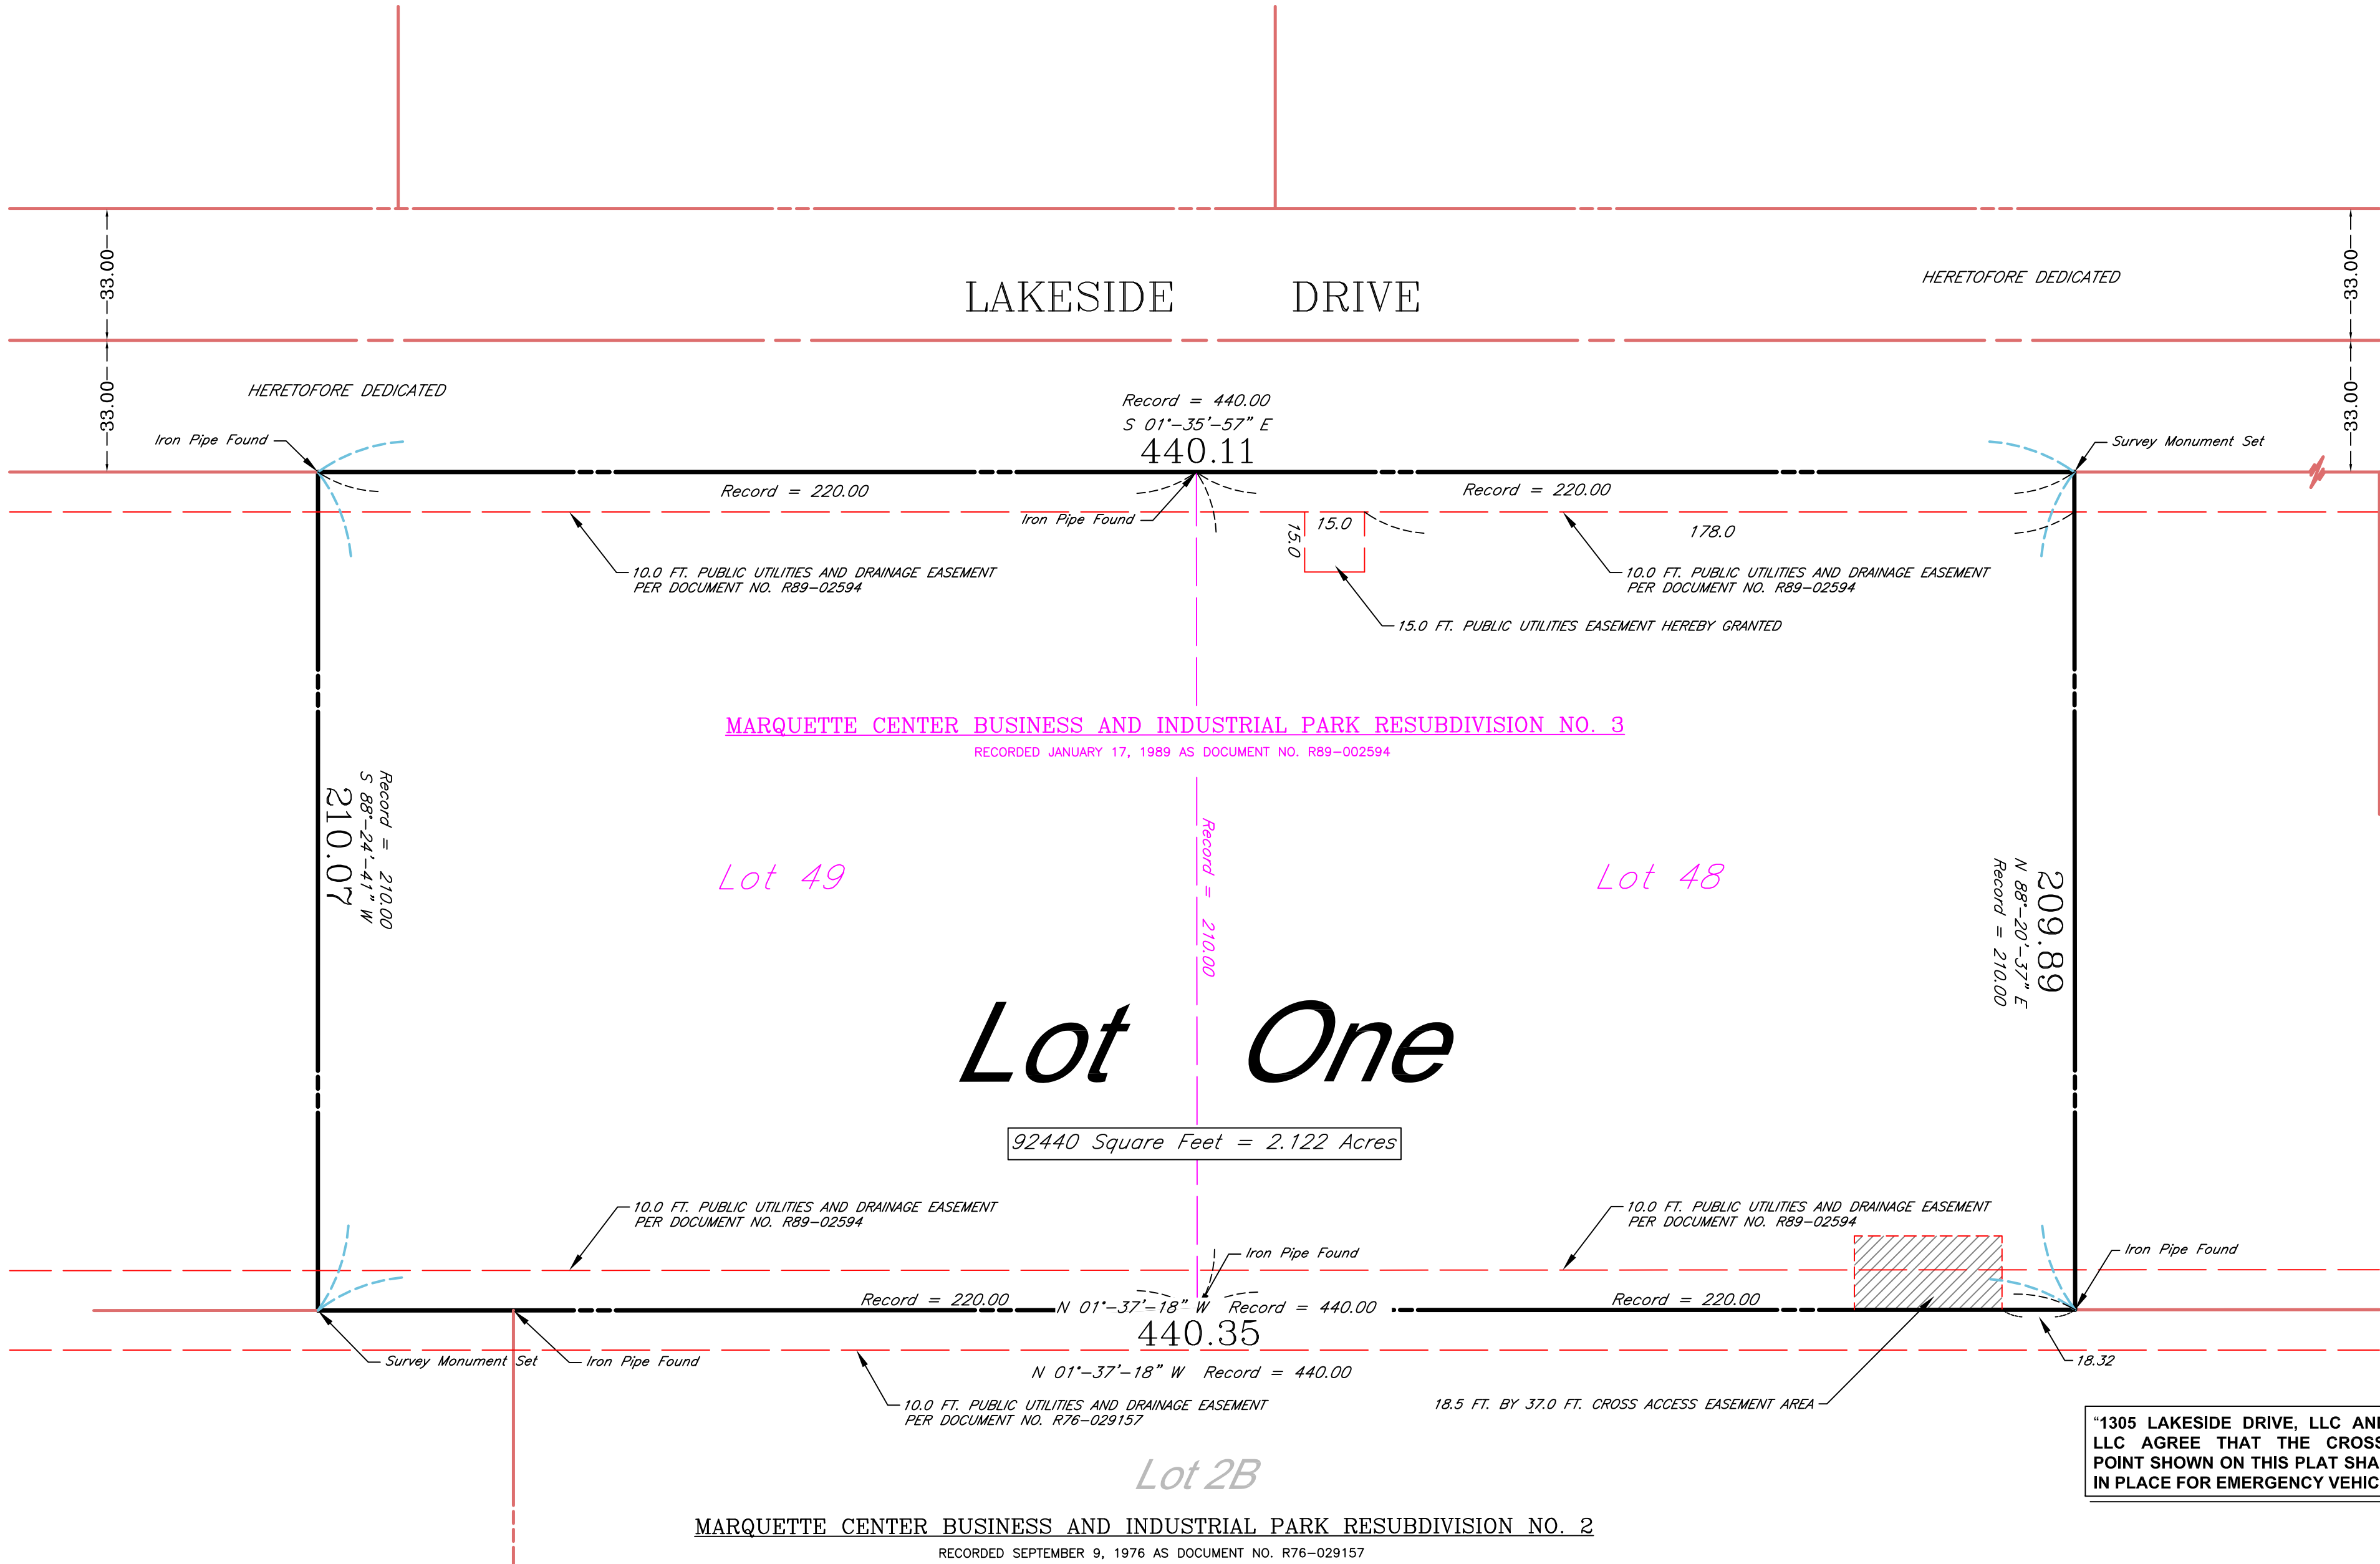 33.00
33.00
33.00
33.00
LAKESIDE DRIVE
HERETOFORE DEDICATED
HERETOFORE DEDICATED
Record = 440.00
S 01°-35'-57" E
440.11
Iron Pipe Found
Survey Monument Set
Record = 220.00
Record = 220.00
Iron Pipe Found
15.0
15.0
178.0
10.0 FT. PUBLIC UTILITIES AND DRAINAGE EASEMENT
PER DOCUMENT NO. R89-02594
10.0 FT. PUBLIC UTILITIES AND DRAINAGE EASEMENT
PER DOCUMENT NO. R89-02594
15.0 FT. PUBLIC UTILITIES EASEMENT HEREBY GRANTED
MARQUETTE CENTER BUSINESS AND INDUSTRIAL PARK RESUBDIVISION NO. 3
RECORDED JANUARY 17, 1989 AS DOCUMENT NO. R89-002594
Record = 210.00
S 88°-24'-41" W
210.07
Lot 49
Record = 210.00
Lot 48
209.89
N 88°-20'-37" E
Record = 210.00
Lot One
92440 Square Feet = 2.122 Acres
10.0 FT. PUBLIC UTILITIES AND DRAINAGE EASEMENT
PER DOCUMENT NO. R89-02594
10.0 FT. PUBLIC UTILITIES AND DRAINAGE EASEMENT
PER DOCUMENT NO. R89-02594
Iron Pipe Found
Iron Pipe Found
Record = 220.00
N 01°-37'-18" W Record = 440.00
Record = 220.00
440.35
Survey Monument Set
Iron Pipe Found
18.32
N 01°-37'-18" W Record = 440.00
10.0 FT. PUBLIC UTILITIES AND DRAINAGE EASEMENT
PER DOCUMENT NO. R76-029157
18.5 FT. BY 37.0 FT. CROSS ACCESS EASEMENT AREA
"1305 LAKESIDE DRIVE, LLC
LLC AGREE THAT THE CROSS
POINT SHOWN ON THIS PLAT
IN PLACE FOR EMERGENCY
Lot 2B
MARQUETTE CENTER BUSINESS AND INDUSTRIAL PARK RESUBDIVISION NO. 2
RECORDED SEPTEMBER 9, 1976 AS DOCUMENT NO. R76-029157